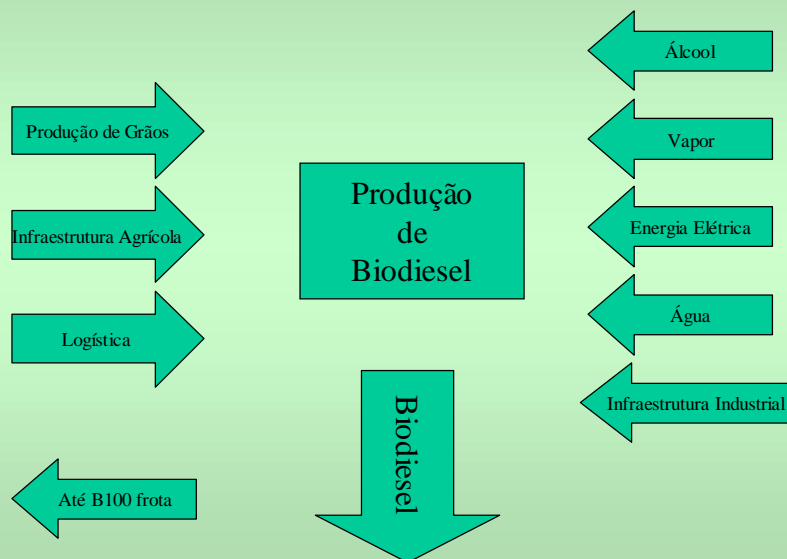 Álcool
Produção de Grãos
Vapor
Produção
de
Biodiesel
Infraestrutura Agrícola
Energia Elétrica
Logística
Água
Biodiesel
Infraestrutura Industrial
Até B100 frota